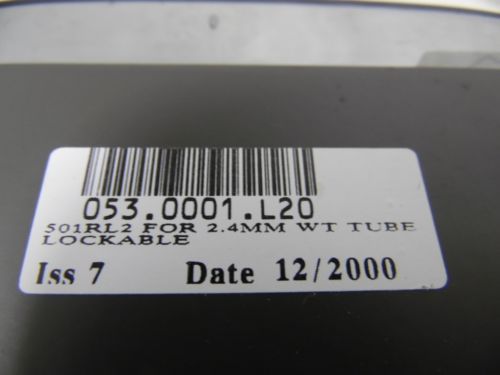 053.0001.L20
501RL2 FOR 2.4MM WT TUBE
LOCKABLE
Iss 7 Date 12/2000